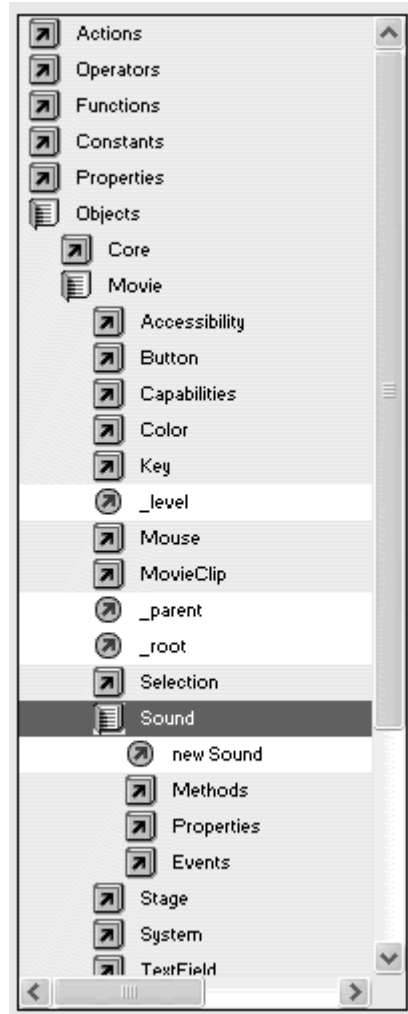 Actions
Operators
Functions
Constants
Properties
Objects
Core
Movie
Accessibility
Button
Capabilities
Color
Key
_level
Mouse
MovieClip
_parent
_root
Selection
Sound
new Sound
Methods
Properties
Events
Stage
System
TextField